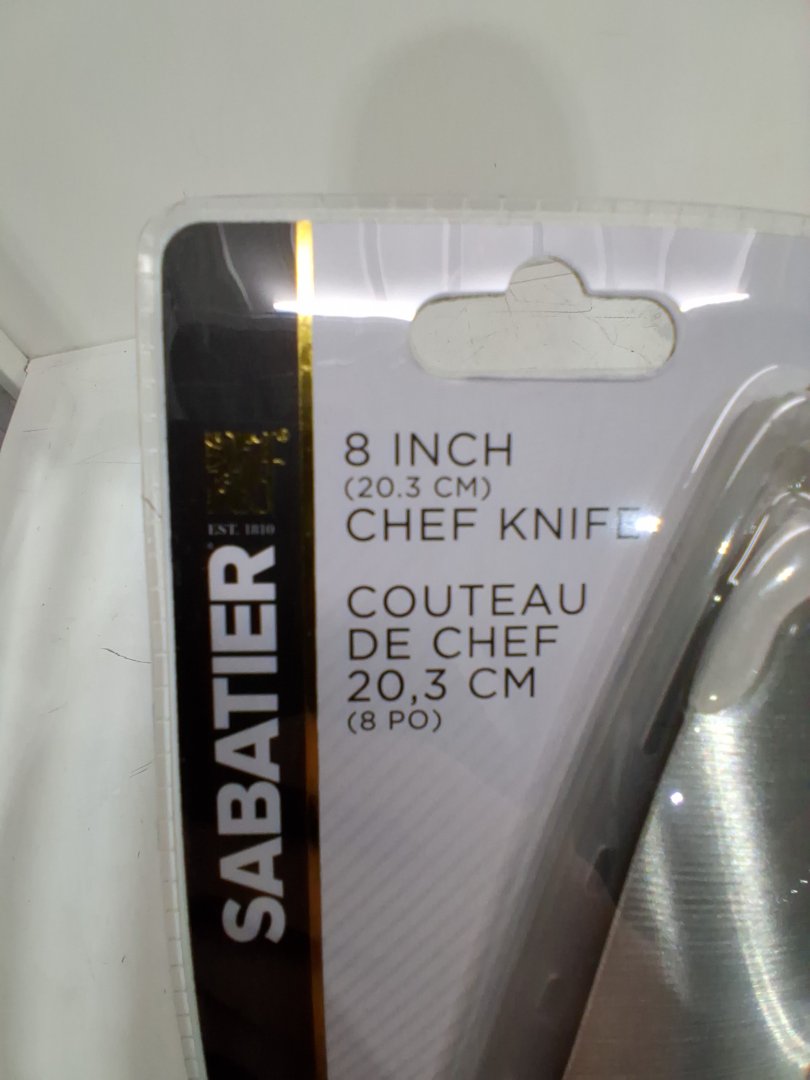 8 INCH
(20.3 CM)
CHEF KNIFE
COUTEAU
DE CHEF
20,3 CM
(8 PO)
EST. 1810
SABATIER